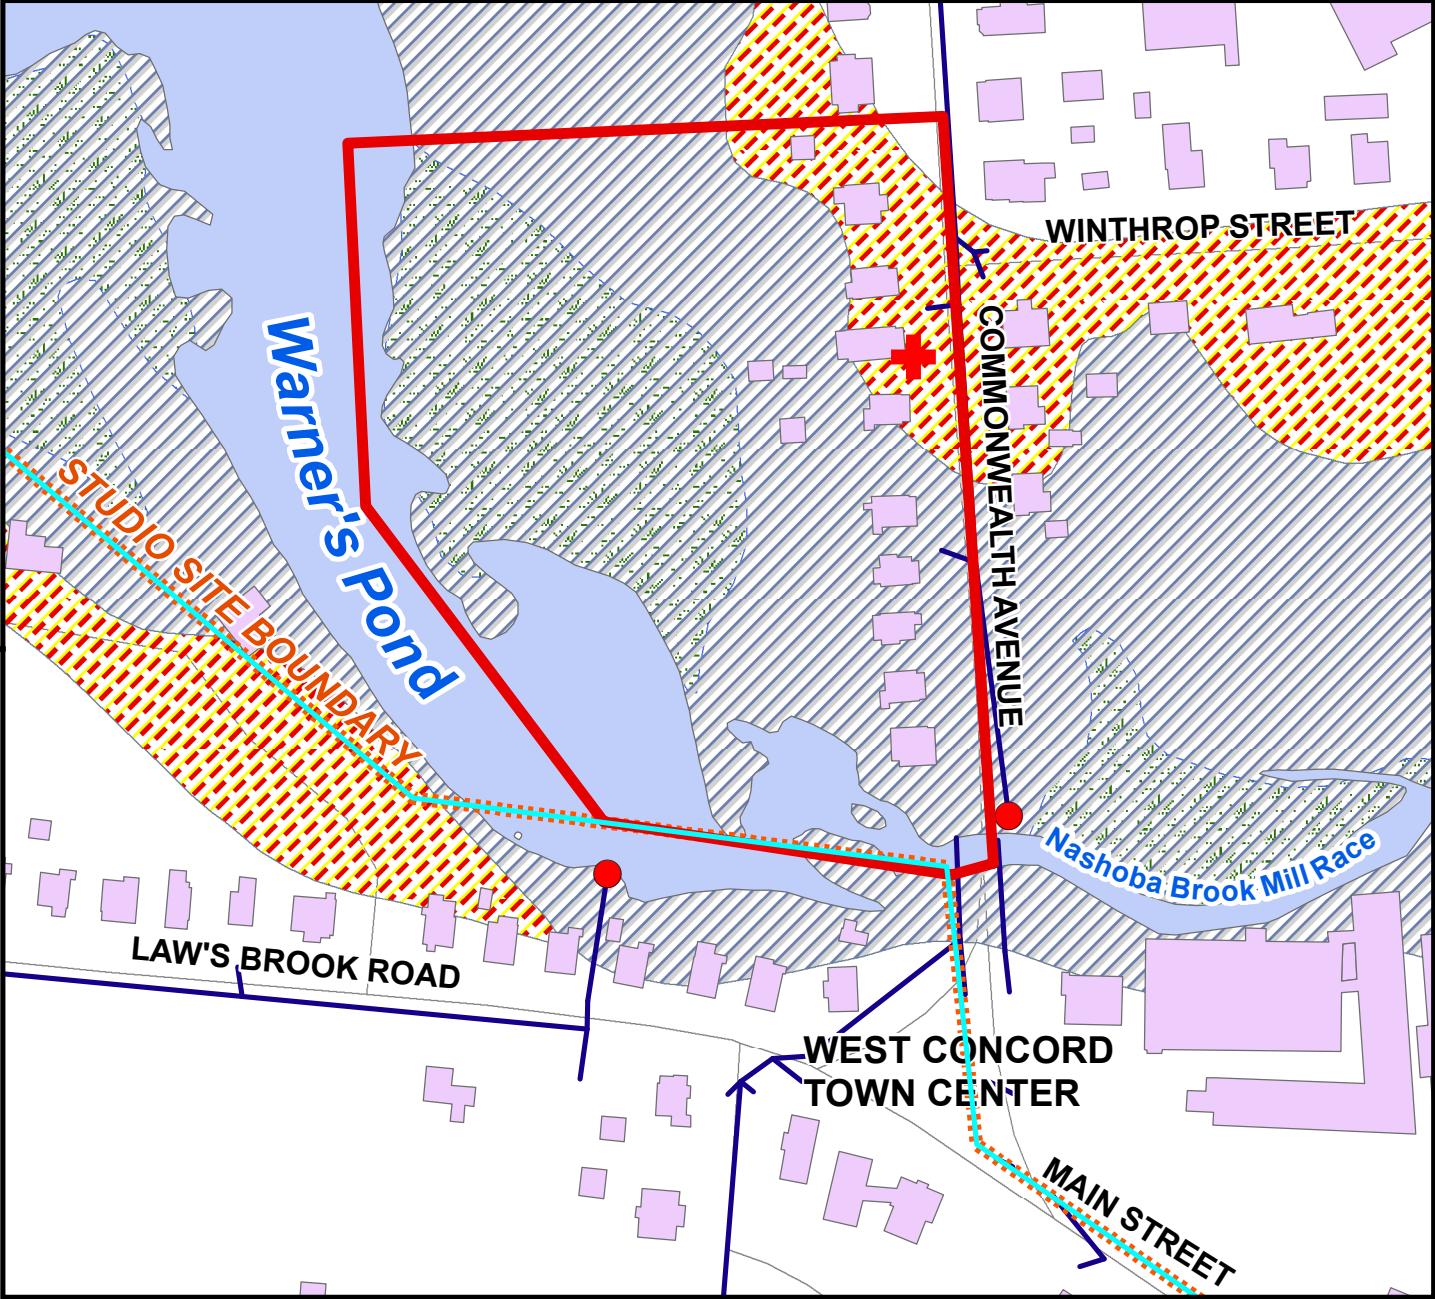 WINTHROP STREET
COMMONWEALTH AVENUE
Warner's Pond
STUDIO SITE BOUNDARY
Nashoba Brook Mill Race
LAW'S BROOK ROAD
WEST CONCORD
TOWN CENTER
MAIN STREET